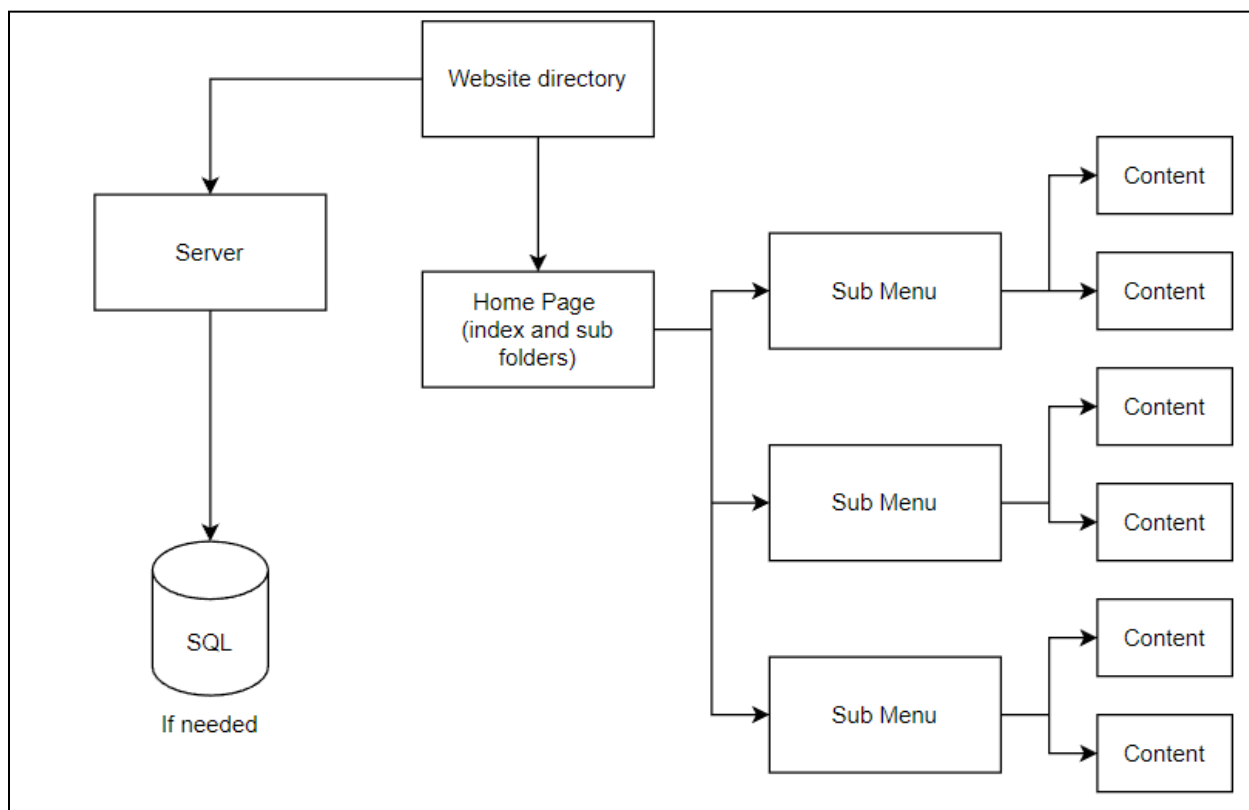 Website directory
Server
Home Page
(index and sub
folders)
Sub Menu
Content
Content
Sub Menu
Content
Content
Sub Menu
Content
Content
SQL
If needed